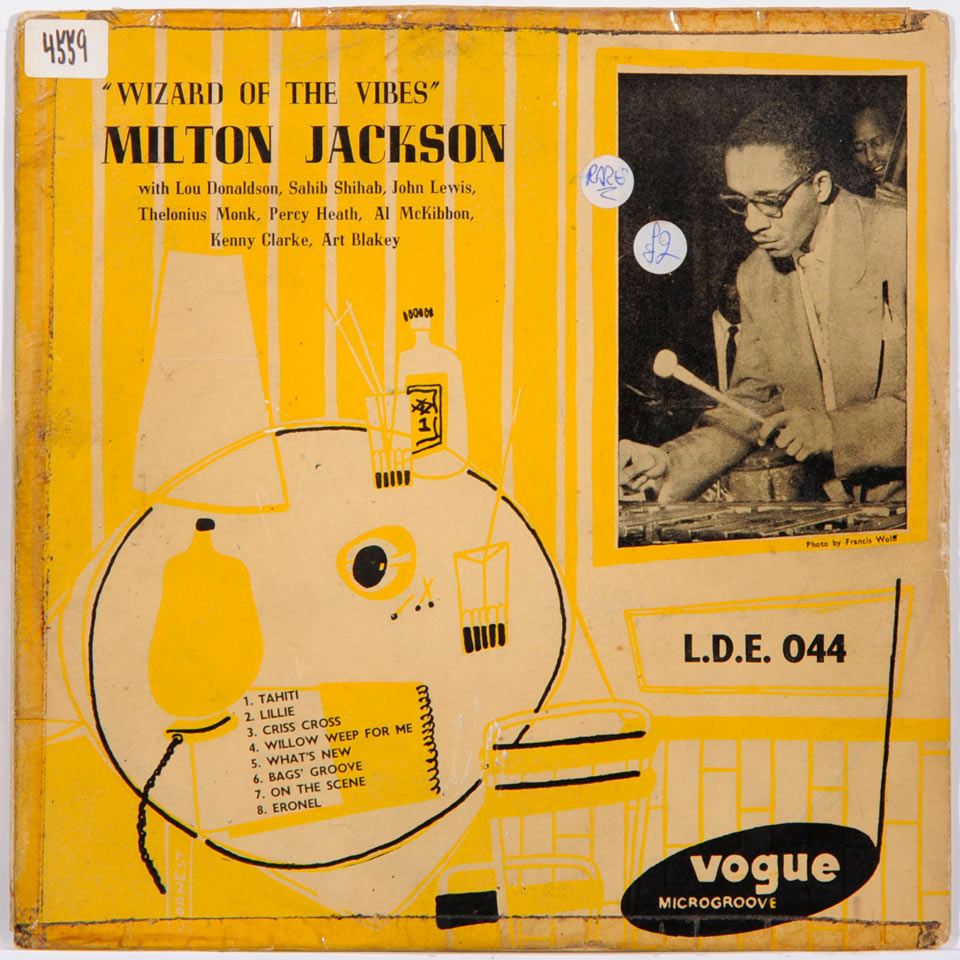 4559
"WIZARD OF THE VIBES"
MILTON JACKSON
with Lou Donaldson, Sahib Shihab, John Lewis,
Thelonius Monk, Percy Heath, Al McKibbon,
Kenny Clarke, Art Blakey
RARE
£2
Photo by Francis Wolff
L.D.E. 044
1
1. TAHITI
2. LILLIE
3. CRISS CROSS
4. WILLOW WEEP FOR ME
5. WHAT'S NEW
6. BAGS' GROOVE
7. ON THE SCENE
8. ERONEL
vogue
MICROGROOVE